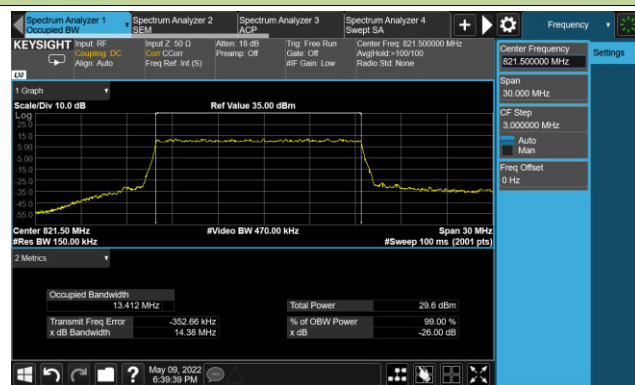 Spectrum Analyzer 1
Occupied BW
Spectrum Analyzer 2
SEM
Spectrum Analyzer 3
ACP
Spectrum Analyzer 4
Swept SA
Frequency
KEYSIGHT
Input: RF
Coupling: DC
Align: Auto
Input Z: 50 Ω
Corr CCorr
Freq Ref: Int (S)
Atten: 18 dB
Preamp: Off
Trig: Free Run
Gate: Off
#IF Gain: Low
Center Freq: 821.500000 MHz
Avg|Hold:>100/100
Radio Std: None
LXI
Center Frequency
821.500000 MHz
Settings
Span
30.000 MHz
CF Step
3.000000 MHz
Auto
Man
Freq Offset
0 Hz
1 Graph
Scale/Div 10.0 dB
Ref Value 35.00 dBm
Log
25.0
15.0
5.00
-5.00
-15.0
-25.0
-35.0
-45.0
-55.0
Center 821.50 MHz
#Video BW 470.00 kHz
Span 30 MHz
#Res BW 150.00 kHz
#Sweep 100 ms (2001 pts)
2 Metrics
Occupied Bandwidth
13.412 MHz
Total Power
29.6 dBm
Transmit Freq Error
-352.66 kHz
% of OBW Power
99.00 %
x dB Bandwidth
14.38 MHz
x dB
-26.00 dB
May 09, 2022
6:39:39 PM